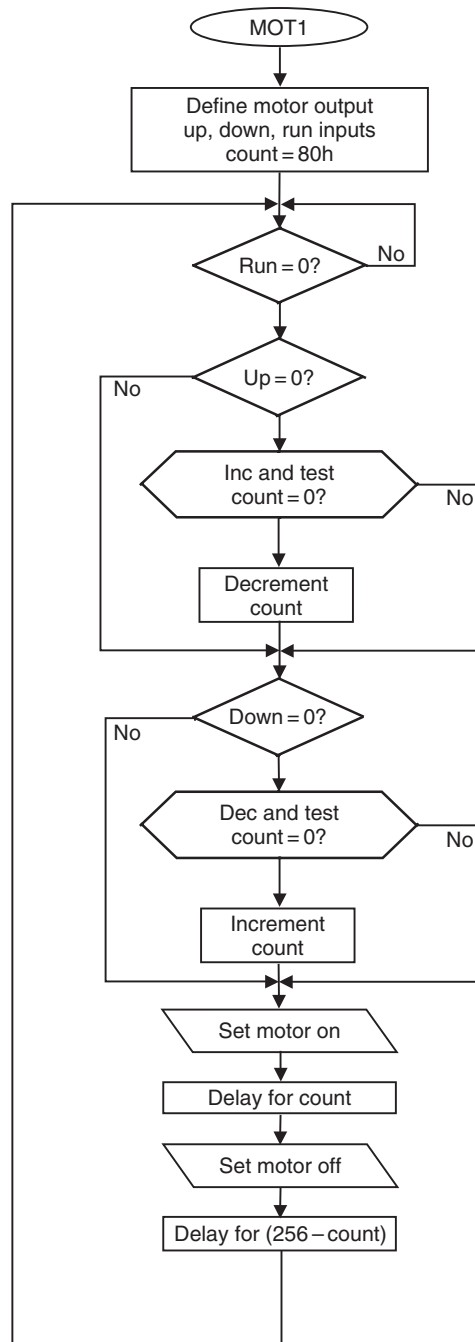 MOT1
Define motor output
up, down, run inputs
count = 80h
Run = 0?
No
Up = 0?
No
Inc and test
count = 0?
No
Decrement
count
Down = 0?
No
Dec and test
count = 0?
No
Increment
count
Set motor on
Delay for count
Set motor off
Delay for (256 – count)